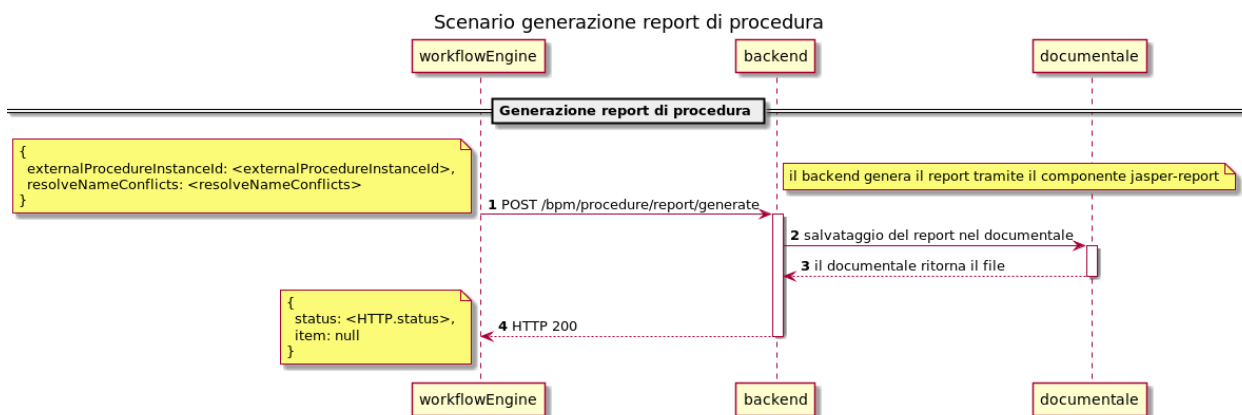 Scenario generazione report di procedura
workflowEngine
backend
documentale
Generazione report di procedura
{
externalProcedureInstanceId: <externalProcedureInstanceId>,
resolveNameConflicts: <resolveNameConflicts>
}
il backend genera il report tramite il componente jasper-report
1 POST /bpm/procedure/report/generate
2 salvataggio del report nel documentale
3 il documentale ritorna il file
{
status: <HTTP.status>,
item: null
}
4 HTTP 200
workflowEngine
backend
documentale